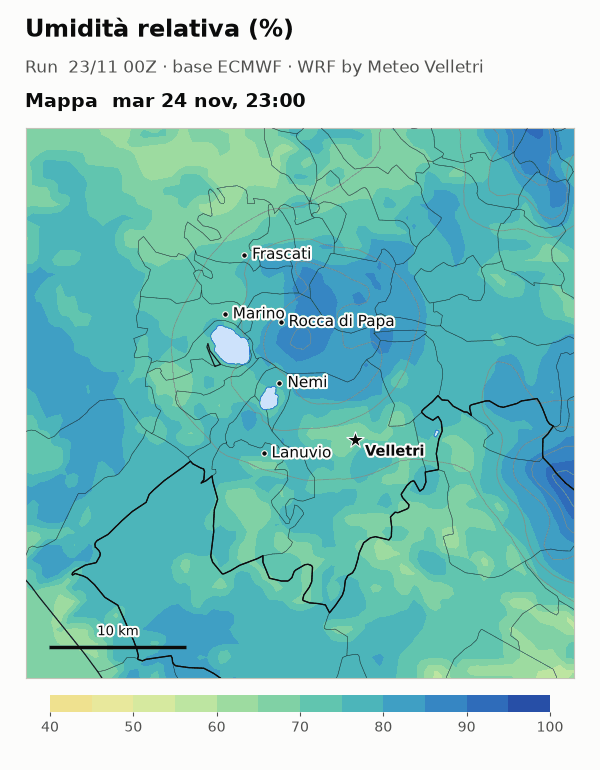 Umidità relativa (%)
Run  23/11 00Z · base ECMWF · WRF by Meteo Velletri
Mappa  mar 24 nov, 23:00
Frascati
Marino
Rocca di Papa
Nemi
Velletri
Lanuvio
10 km
40 50 60 70 80 90 100